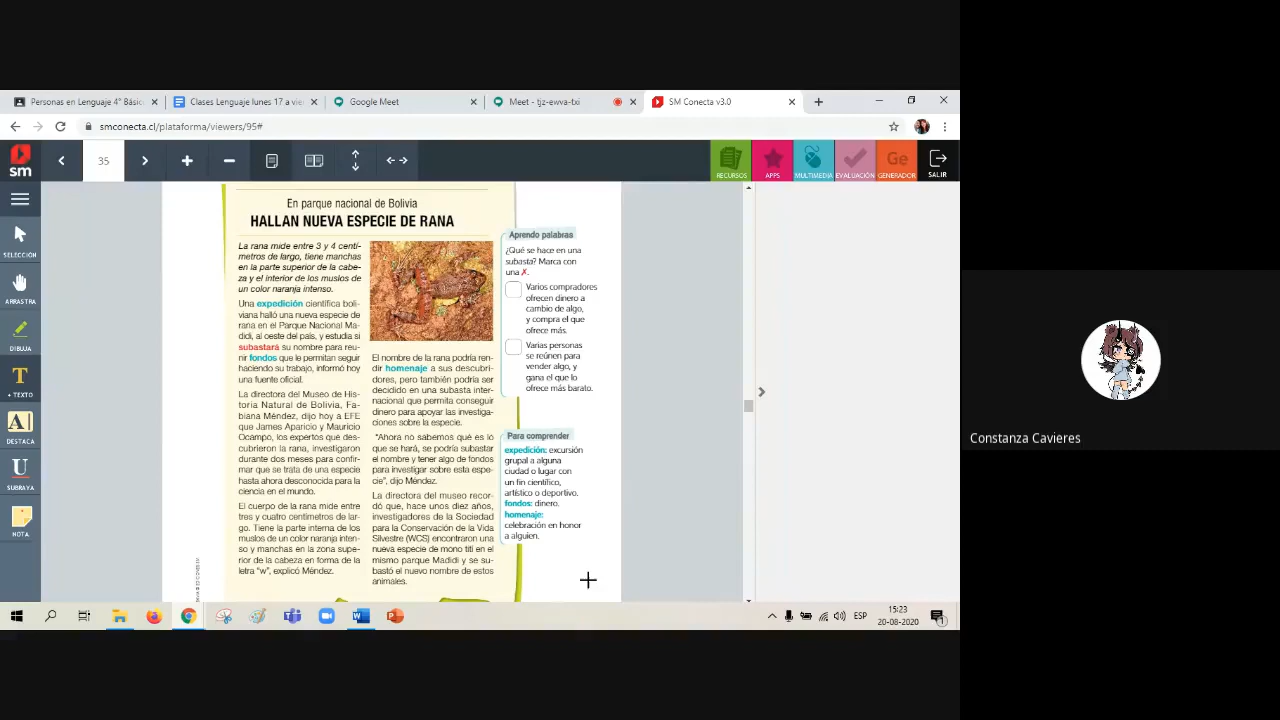 Personas en Lenguaje 4° Bási
Clases Lenguaje lunes 17 a vie
Google Meet
Meet - tjz-ewva-txi
SM Conecta v3.0
smconecta.cl/plataforma/viewers/95#
sm
35
RECURSOS
APPS
MULTIMEDIA
EVALUACIÓN
Ge
GENERADOR
SALIR
SELECCIÓN
ARRASTRA
DIBUJA
T
+ TEXTO
A
DESTACA
U
SUBRAYA
NOTA
En parque nacional de Bolivia
HALLAN NUEVA ESPECIE DE RANA
La rana mide entre 3 y 4 centí-
metros de largo, tiene manchas
en la parte superior de la cabe-
za y el interior de los muslos de
un color naranja intenso.
Una expedición científica boli-
viana halló una nueva especie de
rana en el Parque Nacional Ma-
didi, al oeste del país, y estudia si
subastará su nombre para reu-
nir fondos que le permitan seguir
haciendo su trabajo, informó hoy
una fuente oficial.
La directora del Museo de His-
toria Natural de Bolivia, Fa-
biana Méndez, dijo hoy a EFE
que James Aparicio y Mauricio
Ocampo, los expertos que des-
cubrieron la rana, investigaron
durante dos meses para confir-
mar que se trata de una especie
hasta ahora desconocida para la
ciencia en el mundo.
El cuerpo de la rana mide entre
tres y cuatro centímetros de lar-
go. Tiene la parte interna de los
muslos de un color naranja inten-
so y manchas en la zona supe-
rior de la cabeza en forma de la
letra “w”, explicó Méndez.
El nombre de la rana podría ren-
dir homenaje a sus descubri-
dores, pero también podría ser
decidido en una subasta inter-
nacional que permita conseguir
dinero para apoyar las investiga-
ciones sobre la especie.
“Ahora no sabemos qué es lo
que se hará, se podría subastar
el nombre y tener algo de fondos
para investigar sobre esta espe-
cie”, dijo Méndez.
La directora del museo recor-
dó que, hace unos diez años,
investigadores de la Sociedad
para la Conservación de la Vida
Silvestre (WCS) encontraron una
nueva especie de mono tití en el
mismo parque Madidi y se su-
bastó el nuevo nombre de estos
animales.
Aprendo palabras
¿Qué se hace en una
subasta? Marca con
una ✗.
Varios compradores
ofrecen dinero a
cambio de algo,
y compra el que
ofrece más.
Varias personas
se reúnen para
vender algo, y
gana el que lo
ofrece más barato.
Para comprender
expedición: excursión
grupal a alguna
ciudad o lugar con
un fin científico,
artístico o deportivo.
fondos: dinero.
homenaje:
celebración en honor
a alguien.
ESP
15:23
20-08-2020
1
Constanza Cavieres